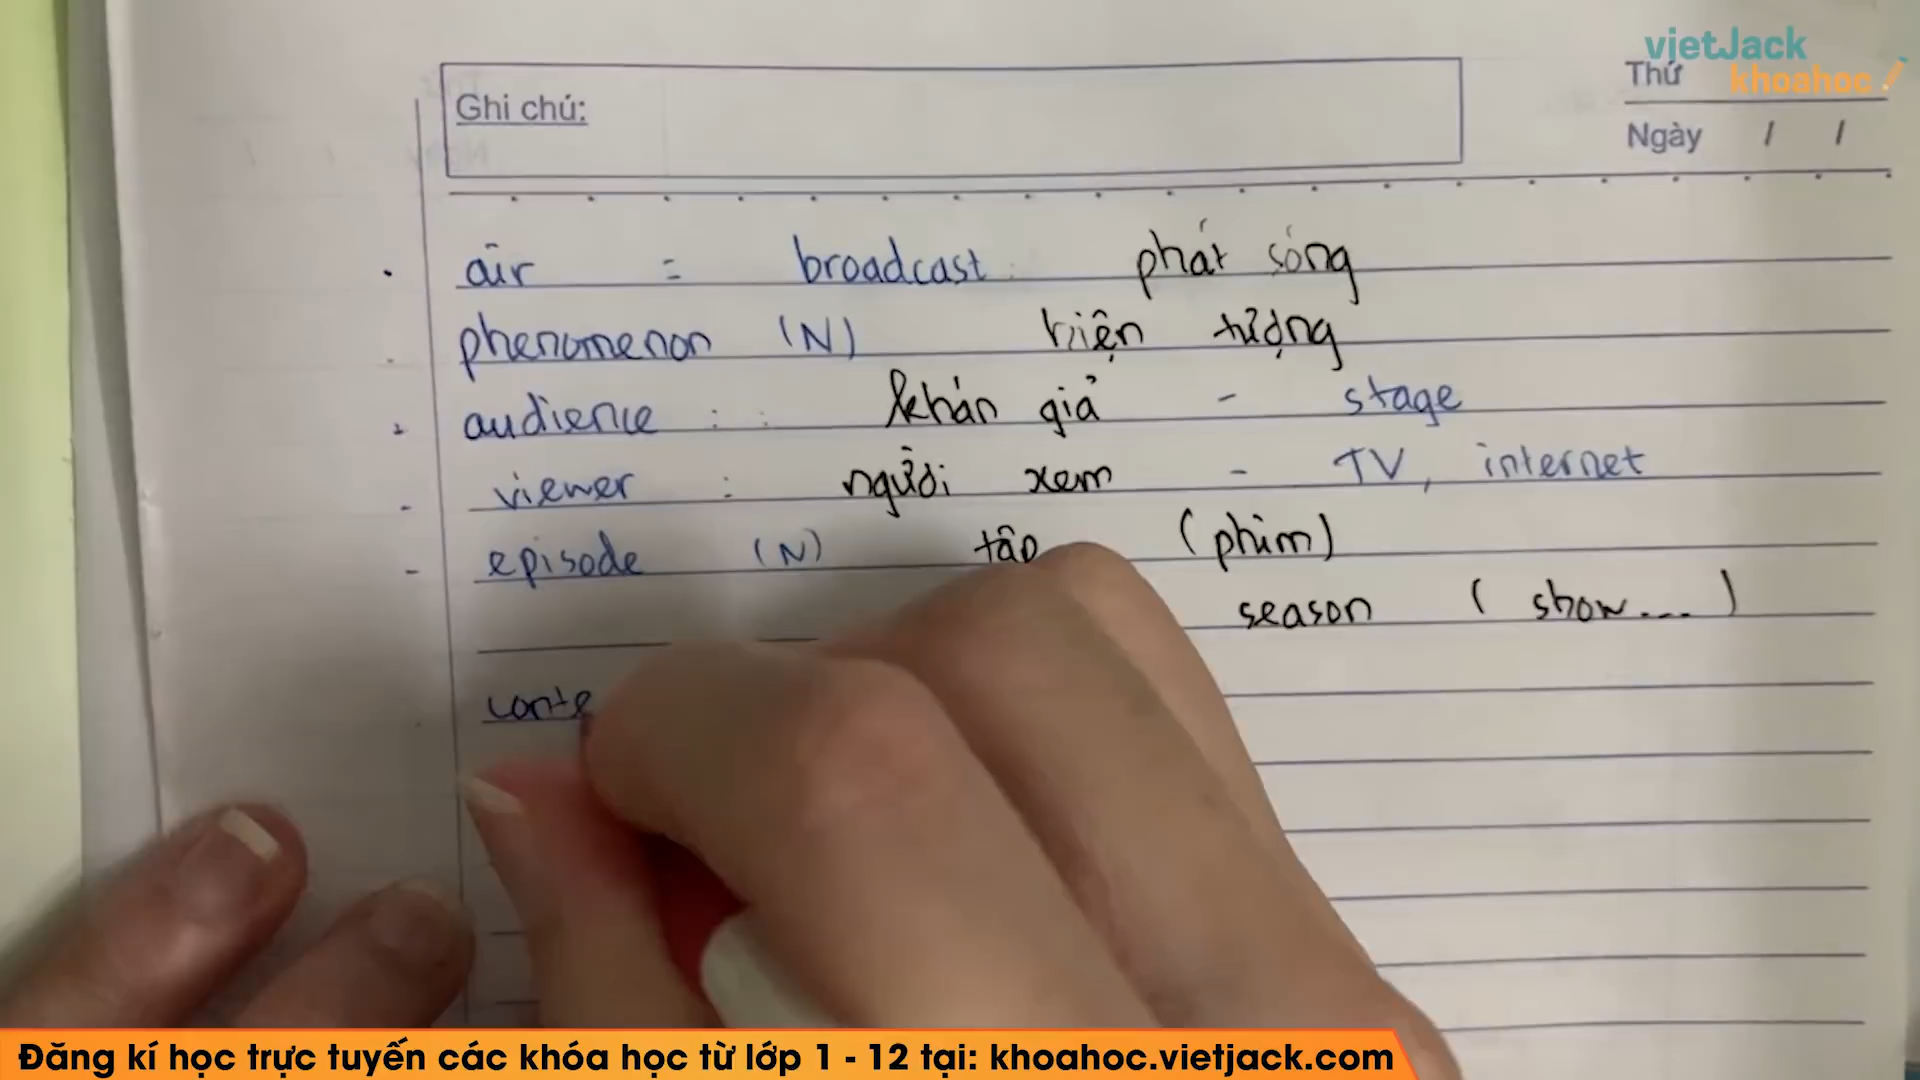 vietJack
khoahoc
Thứ
Ghi chú:
Ngày / /
air = broadcast : phát sóng
phenomenon (N) hiện tượng
audience : : khán giả - stage
- viewer : người xem - TV, internet
- episode (N) tập (phim)
season ( show... )
conte
Đăng kí học trực tuyến các khóa học từ lớp 1 - 12 tại: khoahoc.vietjack.com